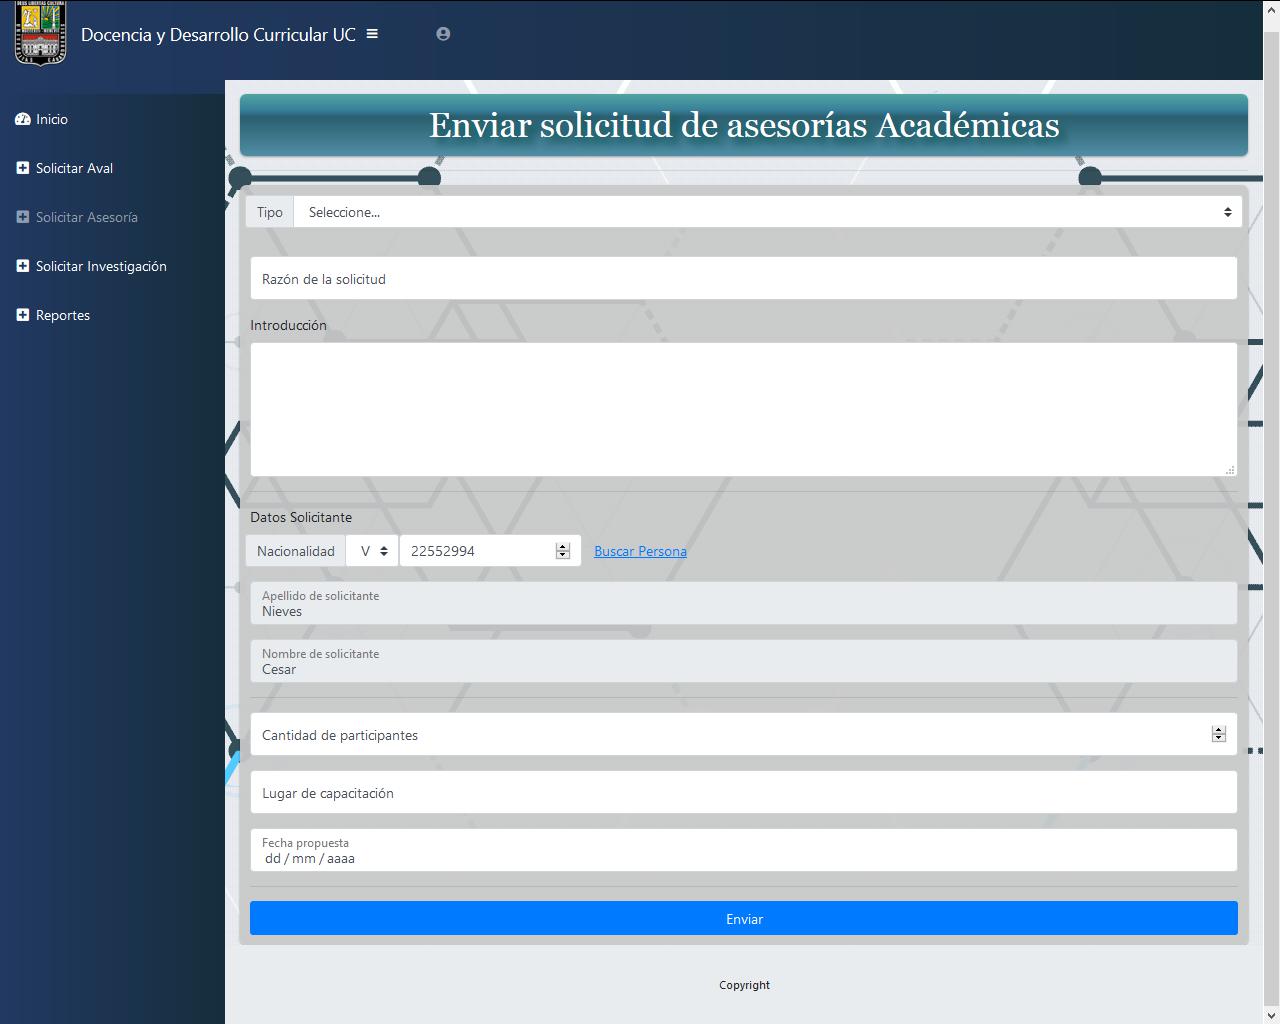 DEUS LIBERTAS CULTURA
Docencia y Desarrollo Curricular UC
Inicio
Solicitar Aval
Solicitar Asesoría
Solicitar Investigación
Reportes
Enviar solicitud de asesorías Académicas
Tipo Seleccione...
Razón de la solicitud
Introducción
Datos Solicitante
Nacionalidad V 22552994 Buscar Persona
Apellido de solicitante
Nieves
Nombre de solicitante
Cesar
Cantidad de participantes
Lugar de capacitación
Fecha propuesta
dd / mm / aaaa
Enviar
Copyright